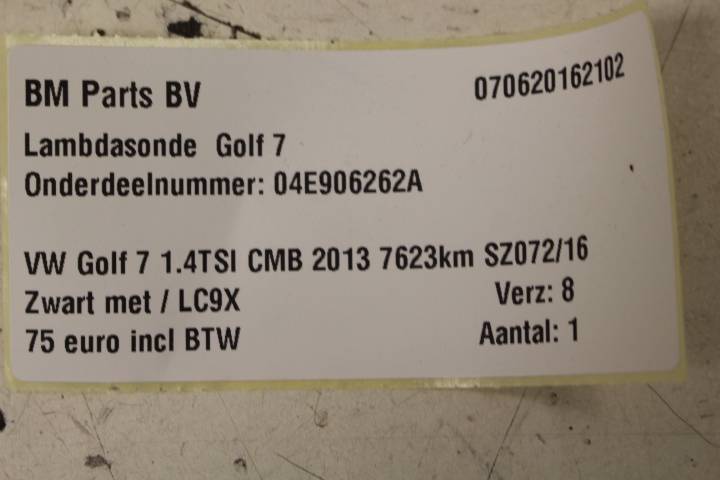 BM Parts BV 070620162102
Lambdasonde Golf 7
Onderdeelnummer: 04E906262A
VW Golf 7 1.4TSI CMB 2013 7623km SZ072/16
Zwart met / LC9X Verz: 8
75 euro incl BTW Aantal: 1